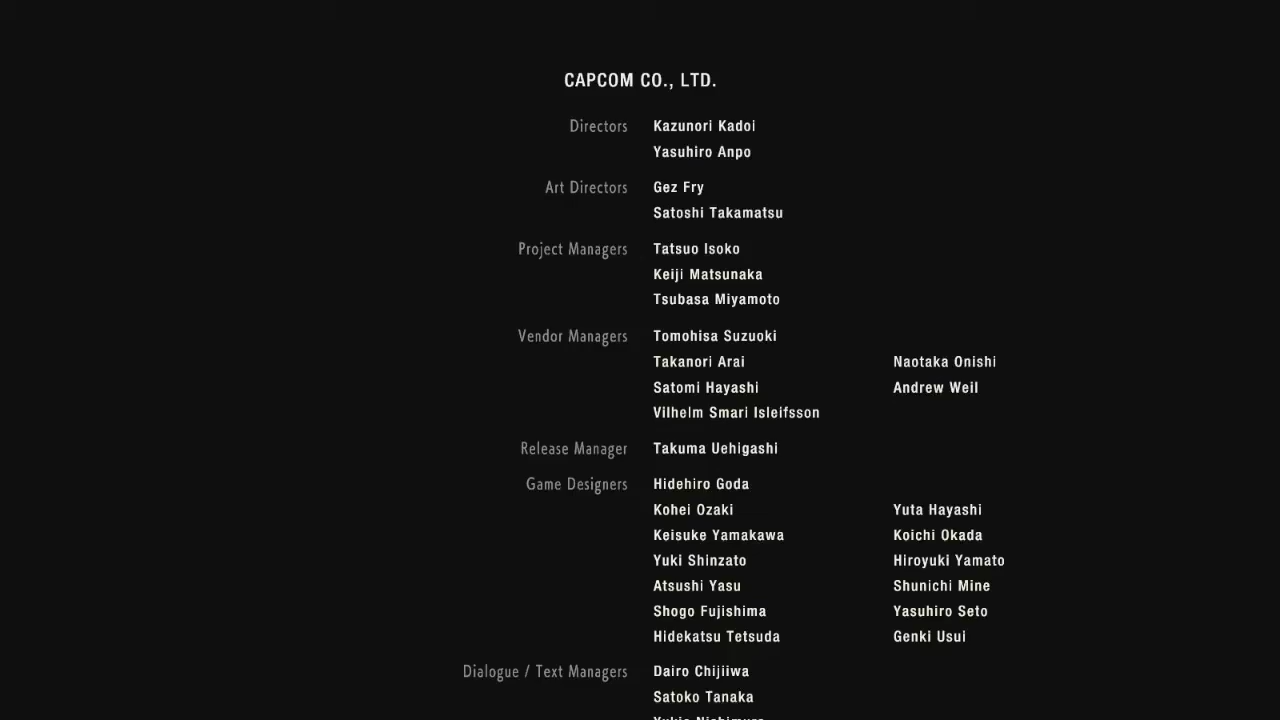 CAPCOM CO., LTD.
Directors Kazunori Kadoi
Yasuhiro Anpo
Art Directors Gez Fry
Satoshi Takamatsu
Project Managers Tatsuo Isoko
Keiji Matsunaka
Tsubasa Miyamoto
Vendor Managers Tomohisa Suzuoki
Takanori Arai Naotaka Onishi
Satomi Hayashi Andrew Weil
Vilhelm Smari Isleifsson
Release Manager Takuma Uehigashi
Game Designers Hidehiro Goda
Kohei Ozaki Yuta Hayashi
Keisuke Yamakawa Koichi Okada
Yuki Shinzato Hiroyuki Yamato
Atsushi Yasu Shunichi Mine
Shogo Fujishima Yasuhiro Seto
Hidekatsu Tetsuda Genki Usui
Dialogue / Text Managers Dairo Chijiiwa
Satoko Tanaka